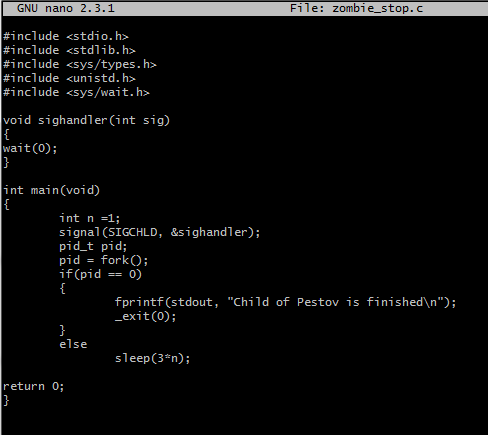 GNU nano 2.3.1 File: zombie_stop.c
#include <stdio.h>
#include <stdlib.h>
#include <sys/types.h>
#include <unistd.h>
#include <sys/wait.h>
void sighandler(int sig)
{
wait(0);
}
int main(void)
{
int n =1;
signal(SIGCHLD, &sighandler);
pid_t pid;
pid = fork();
if(pid == 0)
{
fprintf(stdout, "Child of Pestov is finished\n");
_exit(0);
}
else
sleep(3*n);
return 0;
}